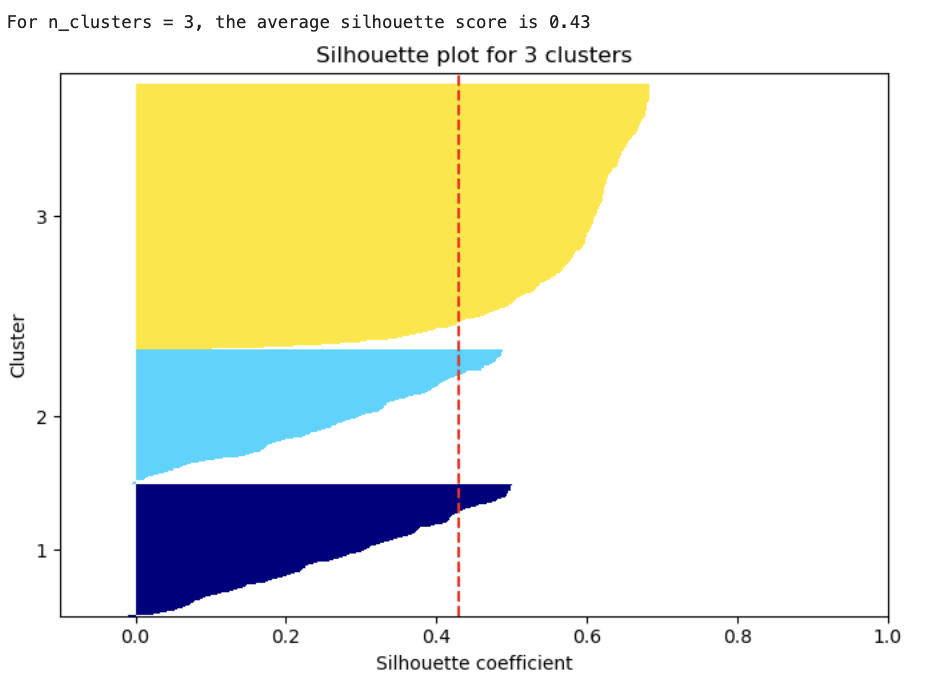 For n_clusters = 3, the average silhouette score is 0.43
Silhouette plot for 3 clusters
Cluster
3
2
1
0.0 0.2 0.4 0.6 0.8 1.0
Silhouette coefficient